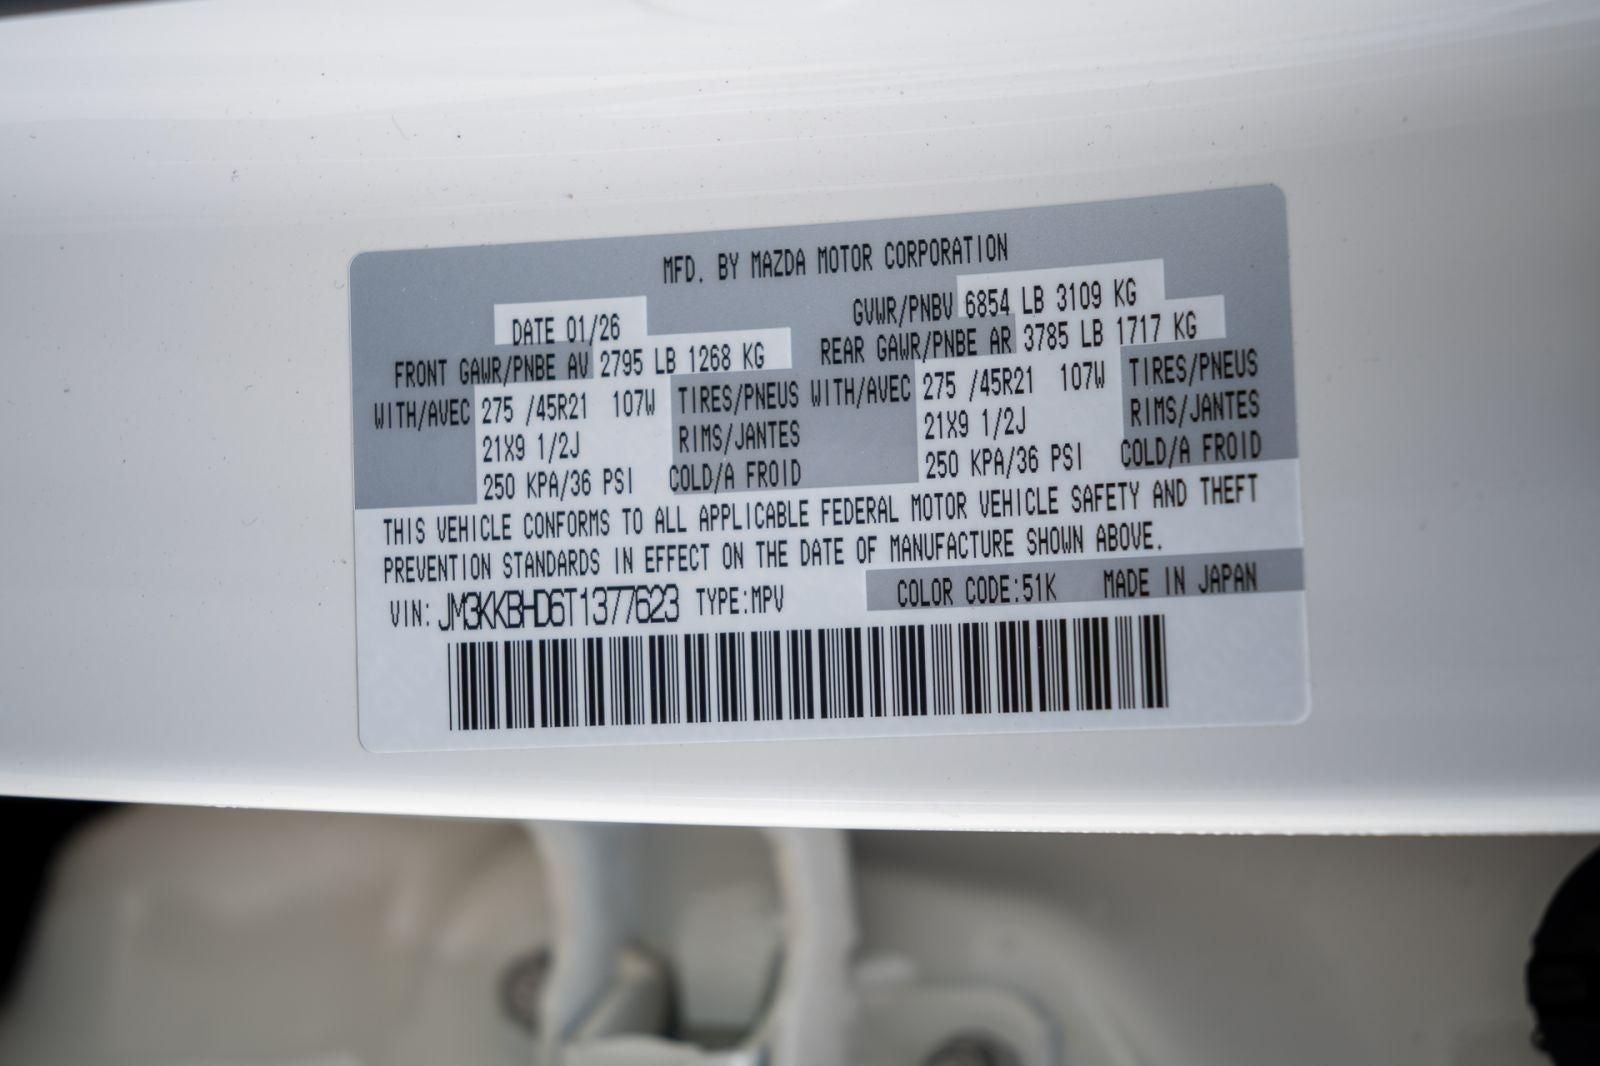 MFD. BY MAZDA MOTOR CORPORATION
DATE 01/26 GVWR/PNBV 6854 LB 3109 KG
FRONT GAWR/PNBE AV 2795 LB 1268 KG REAR GAWR/PNBE AR 3785 LB 1717 KG
WITH/AVEC 275 /45R21 107W TIRES/PNEUS WITH/AVEC 275 /45R21 107W TIRES/PNEUS
21X9 1/2J RIMS/JANTES 21X9 1/2J RIMS/JANTES
250 KPA/36 PSI COLD/A FROID 250 KPA/36 PSI COLD/A FROID
THIS VEHICLE CONFORMS TO ALL APPLICABLE FEDERAL MOTOR VEHICLE SAFETY AND THEFT
PREVENTION STANDARDS IN EFFECT ON THE DATE OF MANUFACTURE SHOWN ABOVE.
VIN: JM3KKBHD6T1377623 TYPE:MPV COLOR CODE:51K MADE IN JAPAN